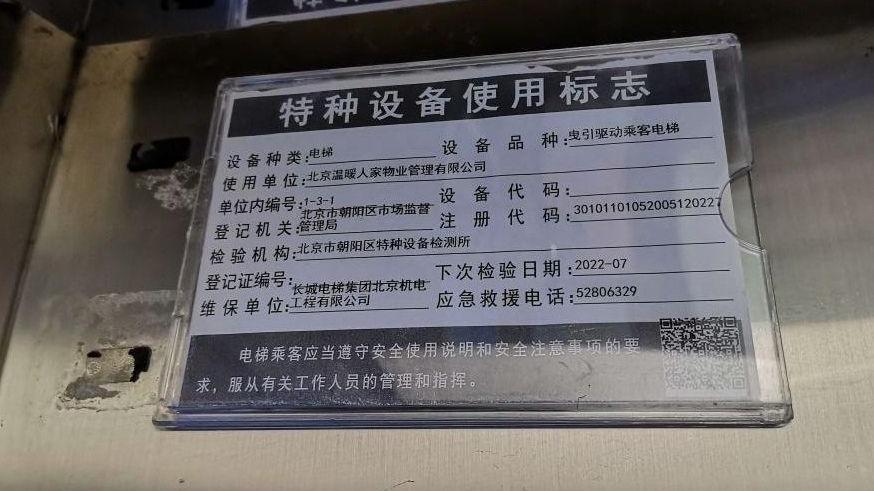 特种设备使用标志
设备种类:电梯 设备品种:曳引驱动乘客电梯
使用单位:北京温暖人家物业管理有限公司
单位内编号:1-3-1 设备代码:
登记机关:北京市朝阳区市场监督管理局 注册代码:30101101052005120227
检验机构:北京市朝阳区特种设备检测所
登记证编号: 下次检验日期:2022-07
维保单位:长城电梯集团北京机电工程有限公司 应急救援电话:52806329
电梯乘客应当遵守安全使用说明和安全注意事项的要
求，服从有关工作人员的管理和指挥。